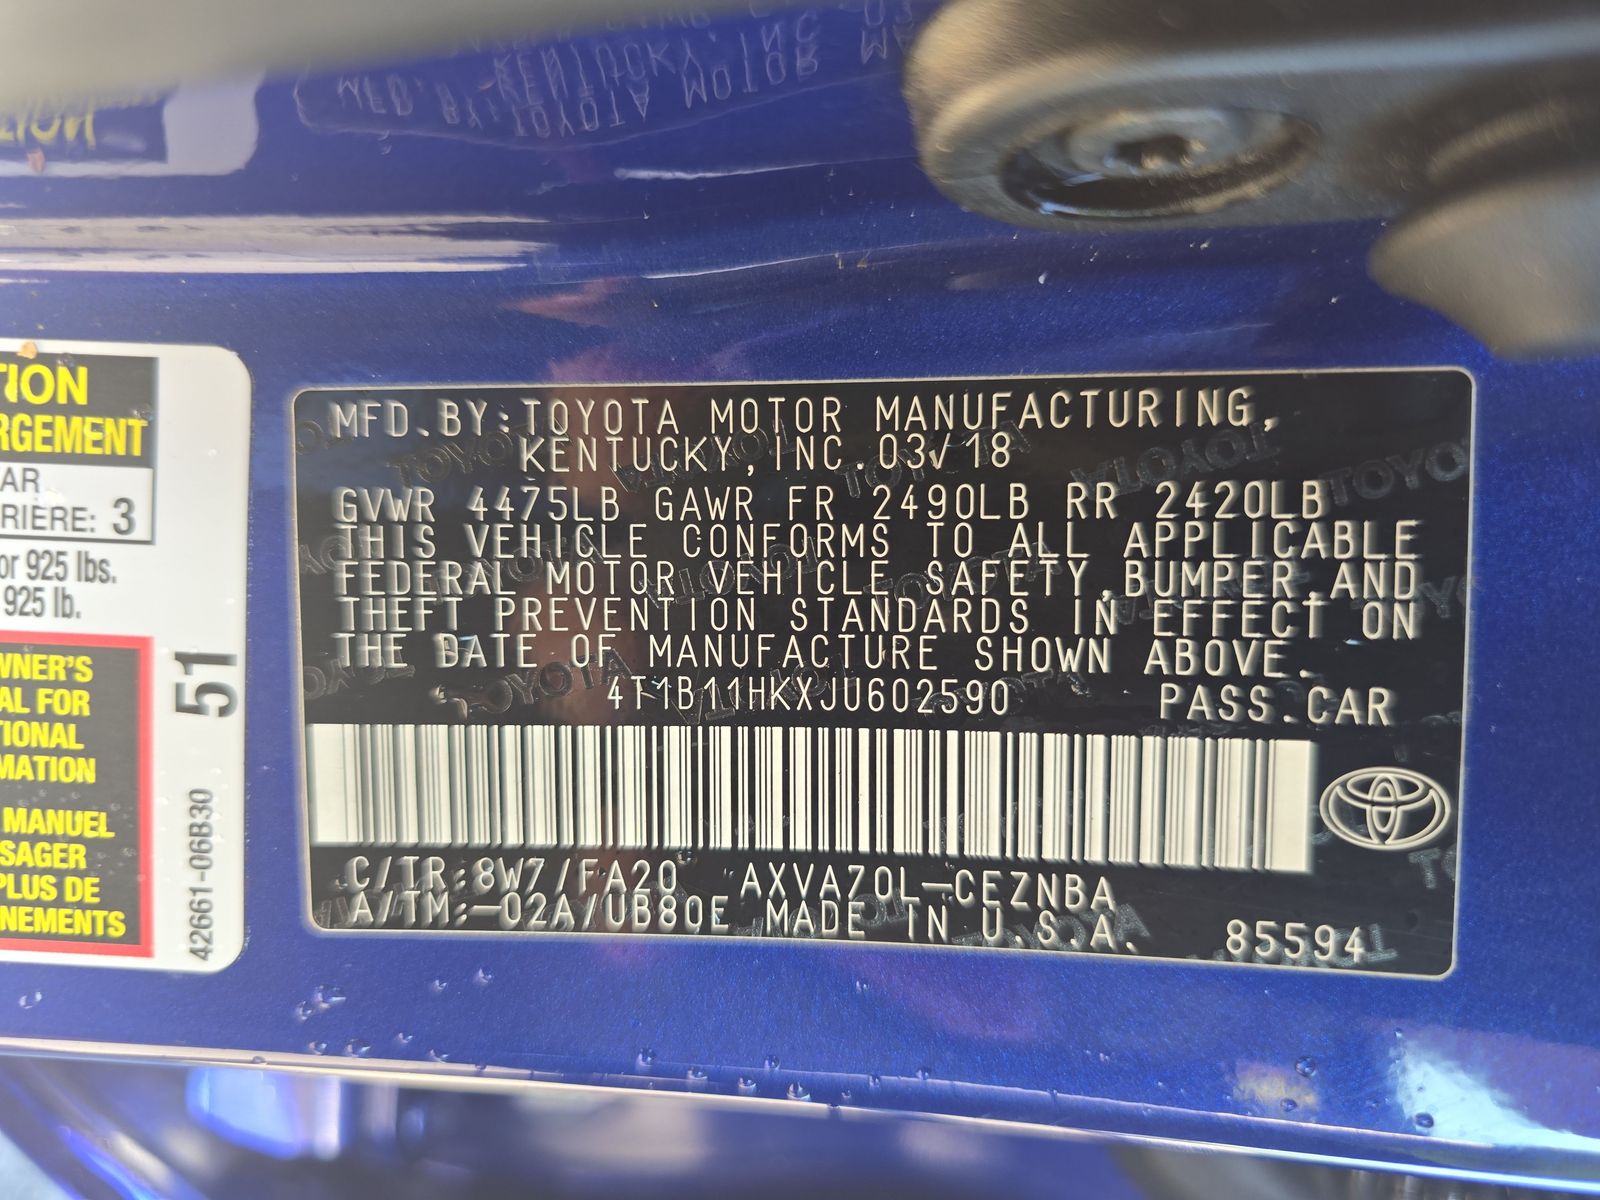 TION
RGEMENT
AR
RIÈRE: 3
or 925 lbs.
925 lb.
WNER'S
AL FOR
TIONAL
MATION
MANUEL
SAGER
PLUS DE
NEMENTS
51
42661-06B30
MFD.BY:TOYOTA MOTOR MANUFACTURING,
KENTUCKY,INC.03/18
GVWR 4475LB GAWR FR 2490LB RR 2420LB
THIS VEHICLE CONFORMS TO ALL APPLICABLE
FEDERAL MOTOR VEHICLE SAFETY,BUMPER,AND
THEFT PREVENTION STANDARDS IN EFFECT ON
THE DATE OF MANUFACTURE SHOWN ABOVE.
4T1B11HKXJU602590 PASS.CAR
C/TR:8W7/FA20 AXVA70L-CEZNBA
A/TM:-02A/UB80E MADE IN U.S.A. 85594